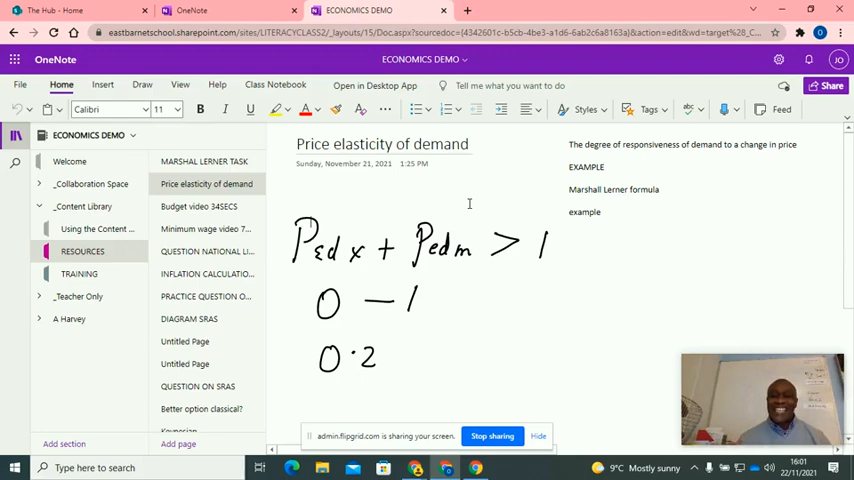 The Hub - Home
OneNote
ECONOMICS DEMO
eastbarnetschool.sharepoint.com/sites/LITERACYCLASS2/_layouts/15/Doc.aspx?sourcedoc={4342601c-b5cb-4be3-a1d6-6ab2c6a8163a}&action=edit&wd=target%28_C...
OneNote
ECONOMICS DEMO
JO
File
Home
Insert
Draw
View
Help
Class Notebook
Open in Desktop App
Tell me what you want to do
Share
Calibri
11
B
I
U
Styles
Tags
Feed
ECONOMICS DEMO
Welcome
_Collaboration Space
_Content Library
Using the Content ...
RESOURCES
TRAINING
_Teacher Only
A Harvey
Add section
MARSHAL LERNER TASK
Price elasticity of demand
Budget video 34SECS
Minimum wage video 7...
QUESTION NATIONAL LI...
INFLATION CALCULATIO...
PRACTICE QUESTION O...
DIAGRAM SRAS
Untitled Page
Untitled Page
QUESTION ON SRAS
Better option classical?
Keynesian
Add page
Price elasticity of demand
Sunday, November 21, 2021 1:25 PM
Pedx + Pedm > 1
0 — 1
0.2
The degree of responsiveness of demand to a change in price
EXAMPLE
Marshall Lerner formula
example
admin.flipgrid.com is sharing your screen.
Stop sharing
Hide
Type here to search
9°C Mostly sunny
16:01
22/11/2021